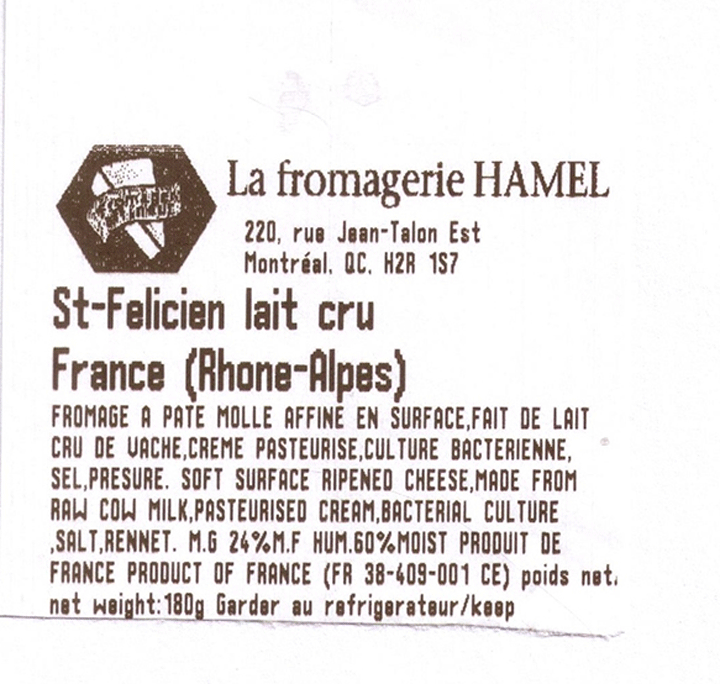 La fromagerie HAMEL
220, rue Jean-Talon Est
Montréal, QC, H2R 1S7
St-Felicien lait cru
France (Rhone-Alpes)
FROMAGE A PATE MOLLE AFFINE EN SURFACE,FAIT DE LAIT
CRU DE VACHE,CREME PASTEURISE,CULTURE BACTERIENNE,
SEL,PRESURE. SOFT SURFACE RIPENED CHEESE,MADE FROM
RAW COW MILK,PASTEURISED CREAM,BACTERIAL CULTURE
,SALT,RENNET. M.G 24%M.F HUM.60%MOIST PRODUIT DE
FRANCE PRODUCT OF FRANCE (FR 38-409-001 CE) poids net,
net weight:180g Garder au refrigerateur/keep